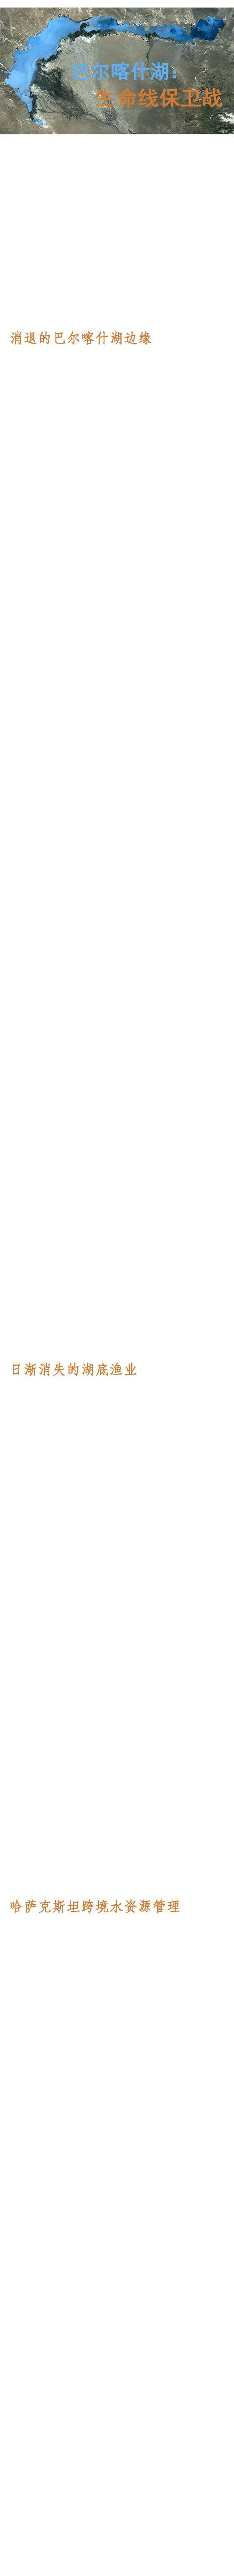 巴尔喀什湖：
生命线保卫战
消退的巴尔喀什湖边缘
日渐消失的湖底渔业
哈萨克斯坦跨境水资源管理